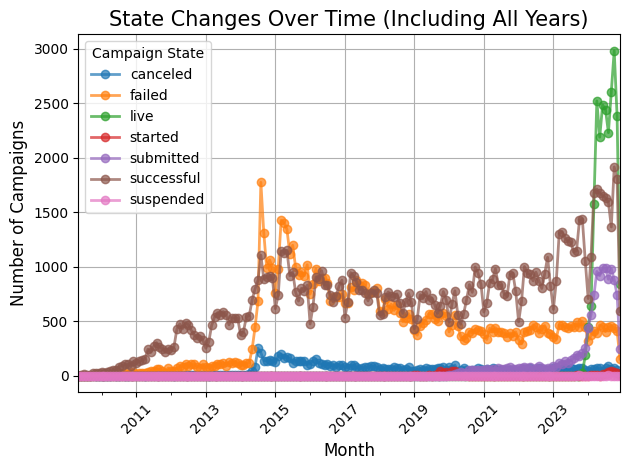 State Changes Over Time (Including All Years)
Number of Campaigns
3000
2500
2000
1500
1000
500
0
Campaign State
canceled
failed
live
started
submitted
successful
suspended
2011
2013
2015
2017
2019
2021
2023
Month